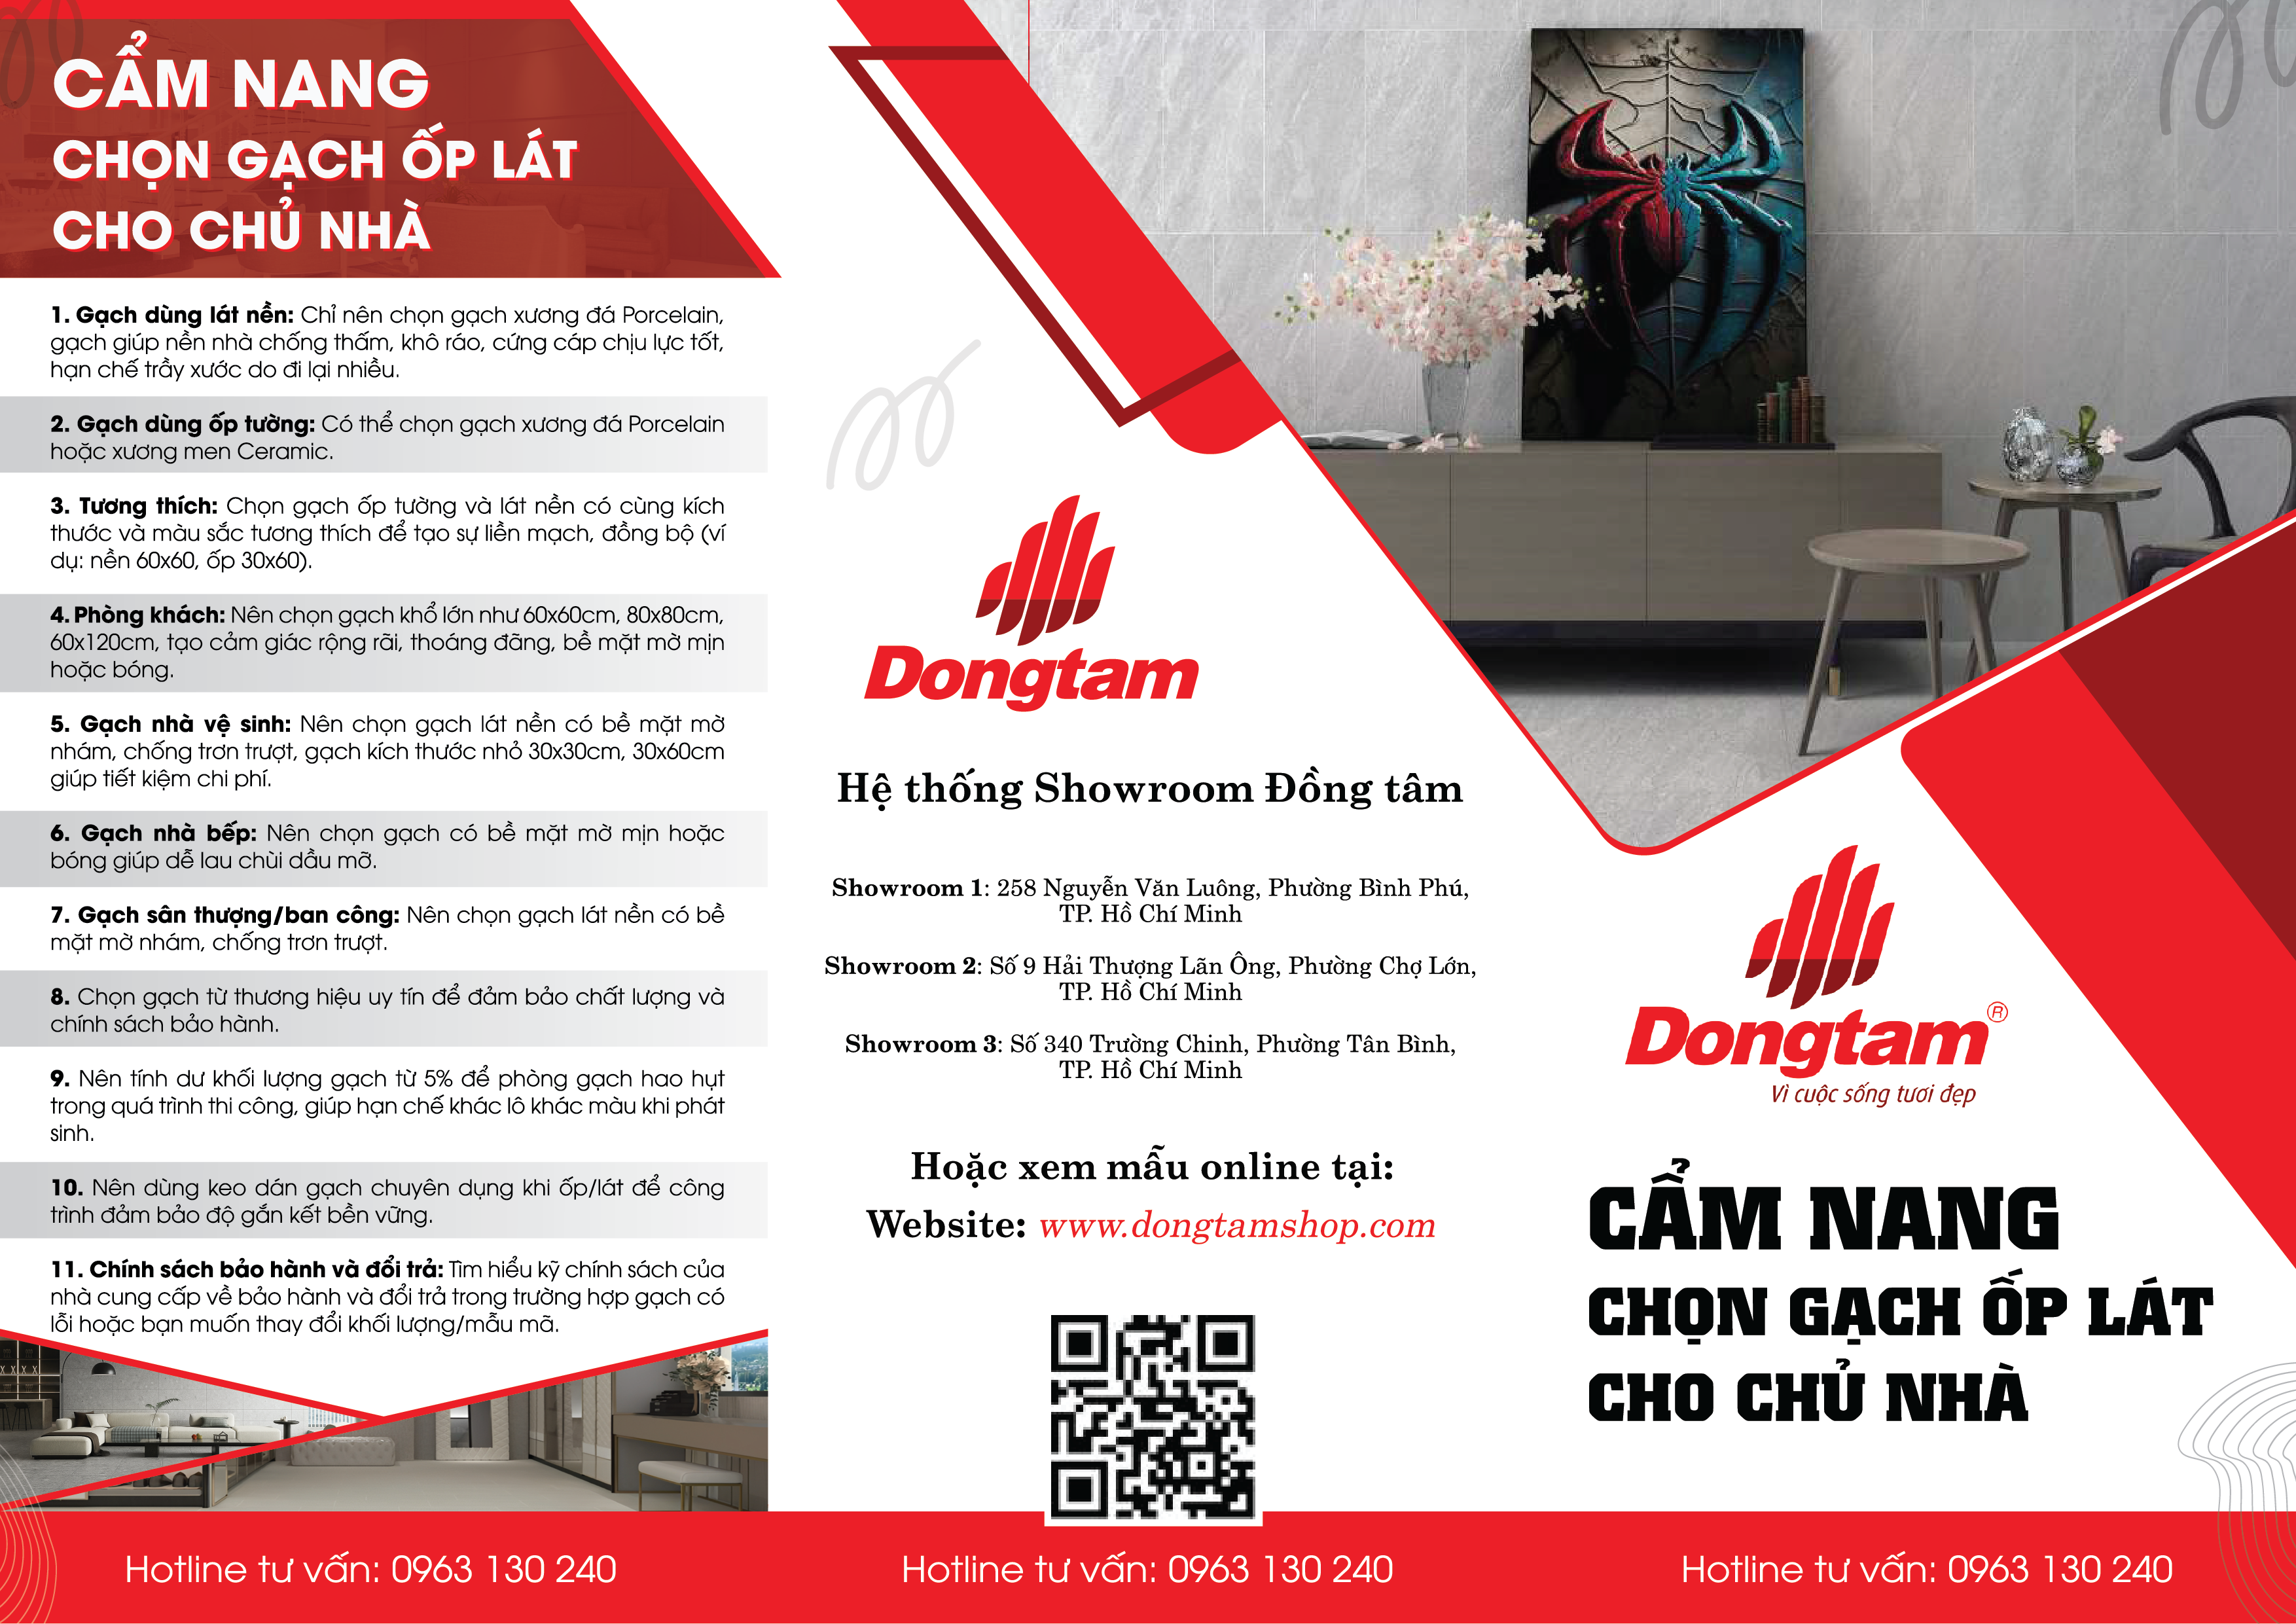 CẨM NANG
CHỌN GẠCH ỐP LÁT
CHO CHỦ NHÀ
1. Gạch dùng lát nền: Chỉ nên chọn gạch xương đá Porcelain,
gạch giúp nền nhà chống thấm, khô ráo, cứng cáp chịu lực tốt,
hạn chế trầy xước do đi lại nhiều.
2. Gạch dùng ốp tường: Có thể chọn gạch xương đá Porcelain
hoặc xương men Ceramic.
3. Tương thích: Chọn gạch ốp tường và lát nền có cùng kích
thước và màu sắc tương thích để tạo sự liền mạch, đồng bộ (ví
dụ: nền 60x60, ốp 30x60).
4. Phòng khách: Nên chọn gạch khổ lớn như 60x60cm, 80x80cm,
60x120cm, tạo cảm giác rộng rãi, thoáng đãng, bề mặt mờ mịn
hoặc bóng.
5. Gạch nhà vệ sinh: Nên chọn gạch lát nền có bề mặt mờ
nhám, chống trơn trượt, gạch kích thước nhỏ 30x30cm, 30x60cm
giúp tiết kiệm chi phí.
6. Gạch nhà bếp: Nên chọn gạch có bề mặt mờ mịn hoặc
bóng giúp dễ lau chùi dầu mỡ.
7. Gạch sân thượng/ban công: Nên chọn gạch lát nền có bề
mặt mờ nhám, chống trơn trượt.
8. Chọn gạch từ thương hiệu uy tín để đảm bảo chất lượng và
chính sách bảo hành.
9. Nên tính dư khối lượng gạch từ 5% để phòng gạch hao hụt
trong quá trình thi công, giúp hạn chế khác lô khác màu khi phát
sinh.
10. Nên dùng keo dán gạch chuyên dụng khi ốp/lát để công
trình đảm bảo độ gắn kết bền vững.
11. Chính sách bảo hành và đổi trả: Tìm hiểu kỹ chính sách của
nhà cung cấp về bảo hành và đổi trả trong trường hợp gạch có
lỗi hoặc bạn muốn thay đổi khối lượng/mẫu mã.
Hotline tư vấn: 0963 130 240
Dongtam
Hệ thống Showroom Đồng tâm
Showroom 1: 258 Nguyễn Văn Luông, Phường Bình Phú,
TP. Hồ Chí Minh
Showroom 2: Số 9 Hải Thượng Lãn Ông, Phường Chợ Lớn,
TP. Hồ Chí Minh
Showroom 3: Số 340 Trường Chinh, Phường Tân Bình,
TP. Hồ Chí Minh
Hoặc xem mẫu online tại:
Website: www.dongtamshop.com
Hotline tư vấn: 0963 130 240
Dongtam®
Vì cuộc sống tươi đẹp
CẨM NANG
CHỌN GẠCH ỐP LÁT
CHO CHỦ NHÀ
Hotline tư vấn: 0963 130 240